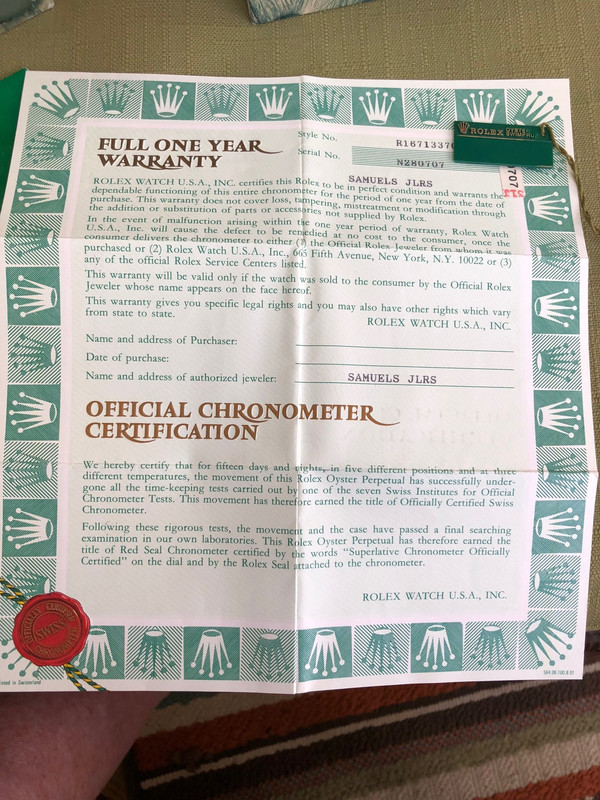 FULL ONE YEAR
WARRANTY
Style No.
R1671337
Serial No.
N280707
SAMUELS JLRS
ROLEX
ROLEX WATCH U.S.A., INC. certifies this Rolex to be in perfect condition and warrants the
dependable functioning of this entire chronometer for the period of one year from the date of
purchase. This warranty does not cover loss, tampering, mistreatment or modification through
the addition or substitution of parts or accessories not supplied by Rolex.
In the event of malfunction arising within the one year period of warranty, Rolex Watch
U.S.A., Inc. will cause the defect to be remedied at no cost to the consumer, once the
consumer delivers the chronometer to either (1) the Official Rolex Jeweler from whom it was
purchased or (2) Rolex Watch U.S.A., Inc., 665 Fifth Avenue, New York, N.Y. 10022 or (3)
any of the official Rolex Service Centers listed.
This warranty will be valid only if the watch was sold to the consumer by the Official Rolex
Jeweler whose name appears on the face hereof.
This warranty gives you specific legal rights and you may also have other rights which vary
from state to state.
ROLEX WATCH U.S.A., INC.
Name and address of Purchaser:
Date of purchase:
Name and address of authorized jeweler:
SAMUELS JLRS
OFFICIAL CHRONOMETER
CERTIFICATION
We hereby certify that for fifteen days and nights, in five different positions and at three
different temperatures, the movement of this Rolex Oyster Perpetual has successfully under-
gone all the time-keeping tests carried out by one of the seven Swiss Institutes for Official
Chronometer Tests. This movement has therefore earned the title of Officially Certified Swiss
Chronometer.
Following these rigorous tests, the movement and the case have passed a final searching
examination in our own laboratories. This Rolex Oyster Perpetual has therefore earned the
title of Red Seal Chronometer certified by the words “Superlative Chronometer Officially
Certified” on the dial and by the Rolex Seal attached to the chronometer.
ROLEX WATCH U.S.A., INC.
SWISS
in Switzerland